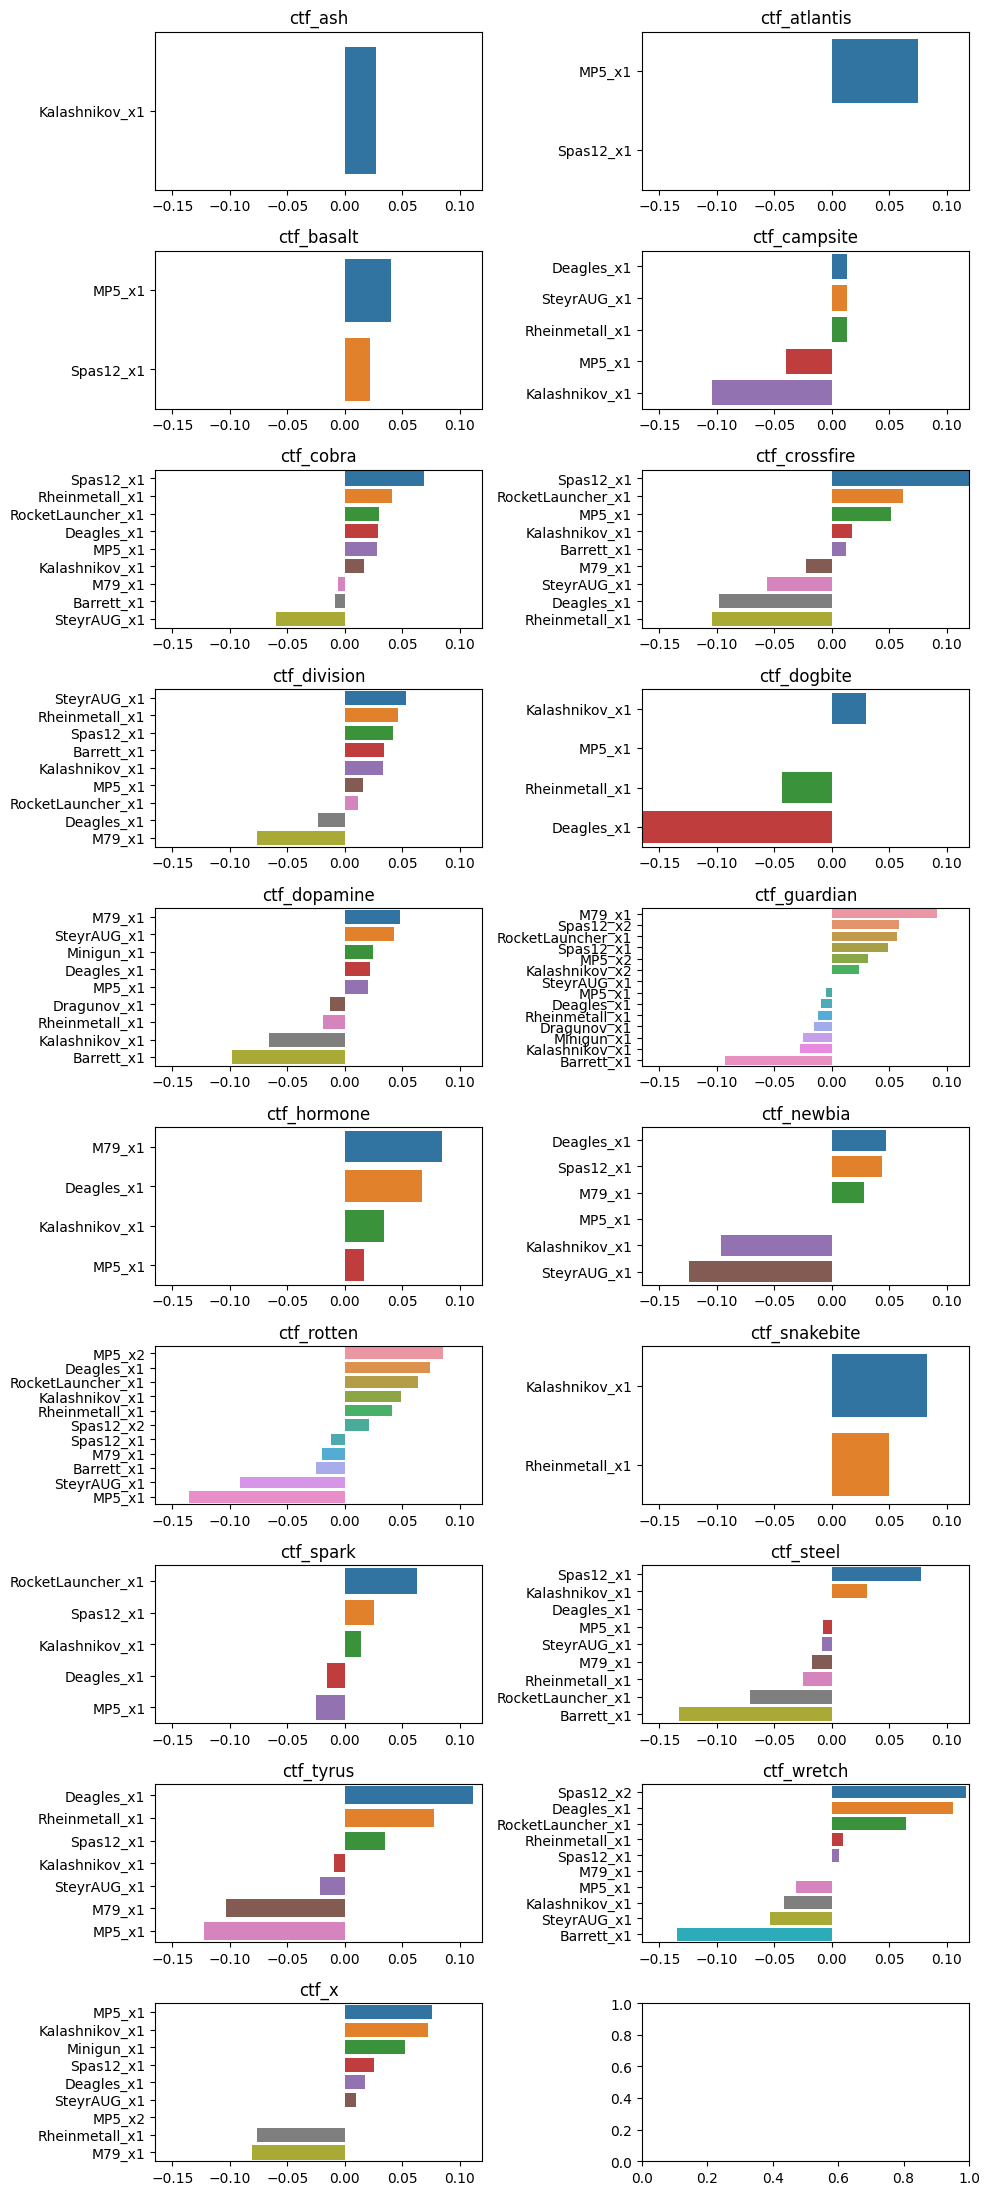 ctf_ash
Kalashnikov_x1
−0.15 −0.10 −0.05 0.00 0.05 0.10
ctf_atlantis
MP5_x1
Spas12_x1
−0.15 −0.10 −0.05 0.00 0.05 0.10
ctf_basalt
MP5_x1
Spas12_x1
−0.15 −0.10 −0.05 0.00 0.05 0.10
ctf_campsite
Deagles_x1
SteyrAUG_x1
Rheinmetall_x1
MP5_x1
Kalashnikov_x1
−0.15 −0.10 −0.05 0.00 0.05 0.10
ctf_cobra
Spas12_x1
Rheinmetall_x1
RocketLauncher_x1
Deagles_x1
MP5_x1
Kalashnikov_x1
M79_x1
Barrett_x1
SteyrAUG_x1
−0.15 −0.10 −0.05 0.00 0.05 0.10
ctf_crossfire
Spas12_x1
RocketLauncher_x1
MP5_x1
Kalashnikov_x1
Barrett_x1
M79_x1
SteyrAUG_x1
Deagles_x1
Rheinmetall_x1
−0.15 −0.10 −0.05 0.00 0.05 0.10
ctf_division
SteyrAUG_x1
Rheinmetall_x1
Spas12_x1
Barrett_x1
Kalashnikov_x1
MP5_x1
RocketLauncher_x1
Deagles_x1
M79_x1
−0.15 −0.10 −0.05 0.00 0.05 0.10
ctf_dogbite
Kalashnikov_x1
MP5_x1
Rheinmetall_x1
Deagles_x1
−0.15 −0.10 −0.05 0.00 0.05 0.10
ctf_dopamine
M79_x1
SteyrAUG_x1
Minigun_x1
Deagles_x1
MP5_x1
Dragunov_x1
Rheinmetall_x1
Kalashnikov_x1
Barrett_x1
−0.15 −0.10 −0.05 0.00 0.05 0.10
ctf_guardian
M79_x1
Spas12_x2
RocketLauncher_x1
Spas12_x1
MP5_x2
Kalashnikov_x2
SteyrAUG_x1
MP5_x1
Deagles_x1
Rheinmetall_x1
Dragunov_x1
Minigun_x1
Kalashnikov_x1
Barrett_x1
−0.15 −0.10 −0.05 0.00 0.05 0.10
ctf_hormone
M79_x1
Deagles_x1
Kalashnikov_x1
MP5_x1
−0.15 −0.10 −0.05 0.00 0.05 0.10
ctf_newbia
Deagles_x1
Spas12_x1
M79_x1
MP5_x1
Kalashnikov_x1
SteyrAUG_x1
−0.15 −0.10 −0.05 0.00 0.05 0.10
ctf_rotten
MP5_x2
Deagles_x1
RocketLauncher_x1
Kalashnikov_x1
Rheinmetall_x1
Spas12_x2
Spas12_x1
M79_x1
Barrett_x1
SteyrAUG_x1
MP5_x1
−0.15 −0.10 −0.05 0.00 0.05 0.10
ctf_snakebite
Kalashnikov_x1
Rheinmetall_x1
−0.15 −0.10 −0.05 0.00 0.05 0.10
ctf_spark
RocketLauncher_x1
Spas12_x1
Kalashnikov_x1
Deagles_x1
MP5_x1
−0.15 −0.10 −0.05 0.00 0.05 0.10
ctf_steel
Spas12_x1
Kalashnikov_x1
Deagles_x1
MP5_x1
SteyrAUG_x1
M79_x1
Rheinmetall_x1
RocketLauncher_x1
Barrett_x1
−0.15 −0.10 −0.05 0.00 0.05 0.10
ctf_tyrus
Deagles_x1
Rheinmetall_x1
Spas12_x1
Kalashnikov_x1
SteyrAUG_x1
M79_x1
MP5_x1
−0.15 −0.10 −0.05 0.00 0.05 0.10
ctf_wretch
Spas12_x2
Deagles_x1
RocketLauncher_x1
Rheinmetall_x1
Spas12_x1
M79_x1
MP5_x1
Kalashnikov_x1
SteyrAUG_x1
Barrett_x1
−0.15 −0.10 −0.05 0.00 0.05 0.10
ctf_x
MP5_x1
Kalashnikov_x1
Minigun_x1
Spas12_x1
Deagles_x1
SteyrAUG_x1
MP5_x2
Rheinmetall_x1
M79_x1
−0.15 −0.10 −0.05 0.00 0.05 0.10
1.0
0.8
0.6
0.4
0.2
0.0
0.0 0.2 0.4 0.6 0.8 1.0